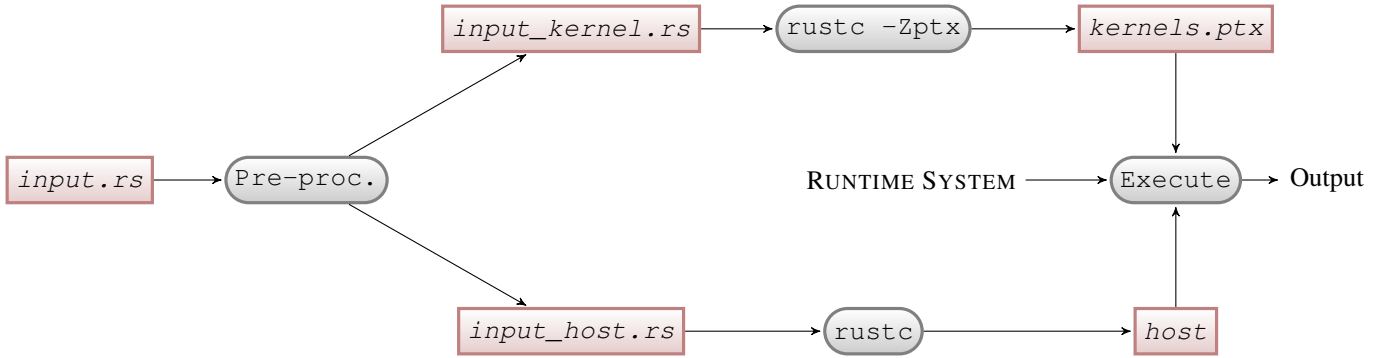 input_kernel.rs
rustc -Zptx
kernels.ptx
input.rs
Pre-proc.
RUNTIME SYSTEM
Execute
Output
input_host.rs
rustc
host